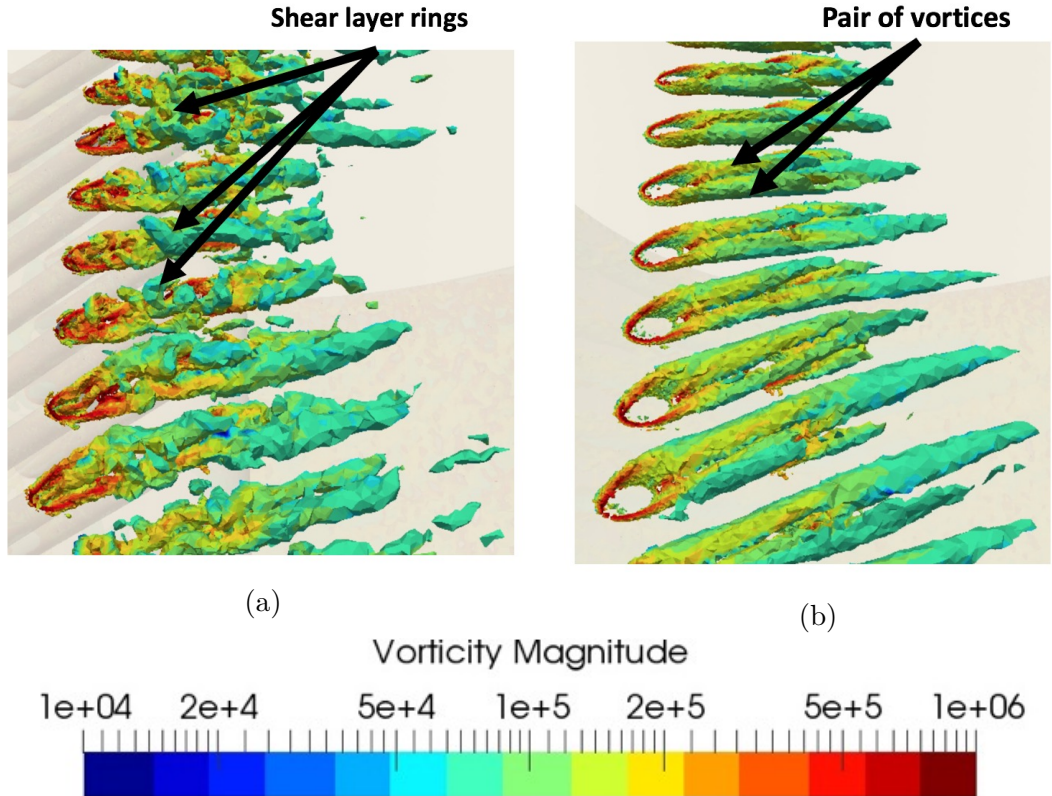 Shear layer rings
Pair of vortices
(a)
(b)
Vorticity Magnitude
1e+04 2e+4 5e+4 1e+5 2e+5 5e+5 1e+06